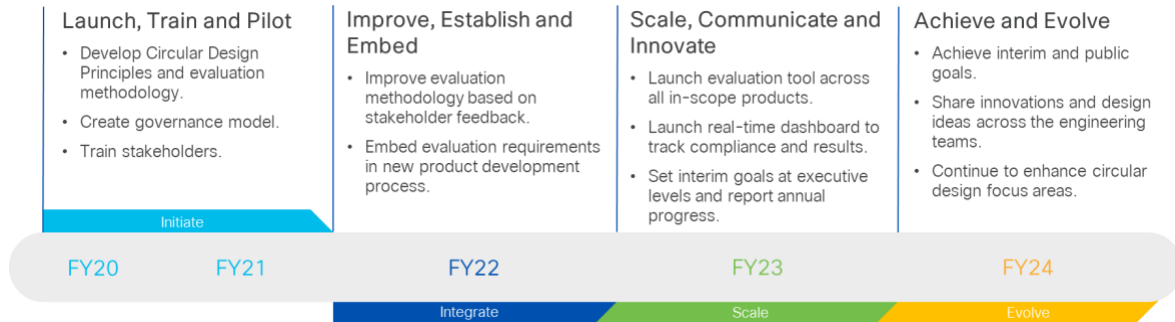 Launch, Train and Pilot
• Develop Circular Design
Principles and evaluation
methodology.
• Create governance model.
• Train stakeholders.
Improve, Establish and
Embed
• Improve evaluation
methodology based on
stakeholder feedback.
• Embed evaluation requirements
in new product development
process.
Scale, Communicate and
Innovate
• Launch evaluation tool across
all in-scope products.
• Launch real-time dashboard to
track compliance and results.
• Set interim goals at executive
levels and report annual
progress.
Achieve and Evolve
• Achieve interim and public
goals.
• Share innovations and design
ideas across the engineering
teams.
• Continue to enhance circular
design focus areas.
Initiate
FY20
FY21
FY22
FY23
FY24
Integrate
Scale
Evolve